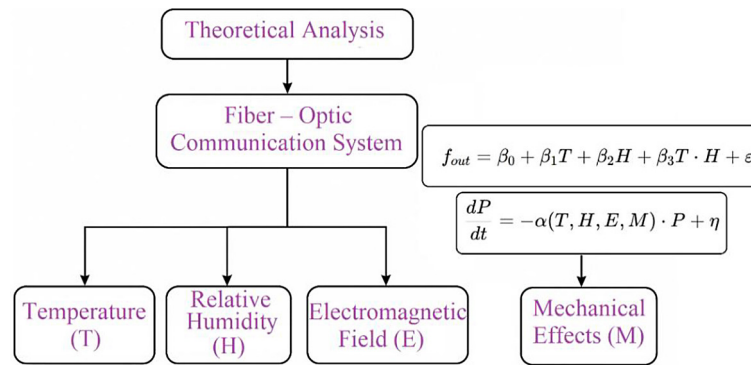 Theoretical Analysis
Fiber – Optic
Communication System
f_out = β₀ + β₁T + β₂H + β₃T · H + ε
dP/dt = −α(T, H, E, M) · P + η
Temperature
(T)
Relative
Humidity
(H)
Electromagnetic
Field (E)
Mechanical
Effects (M)